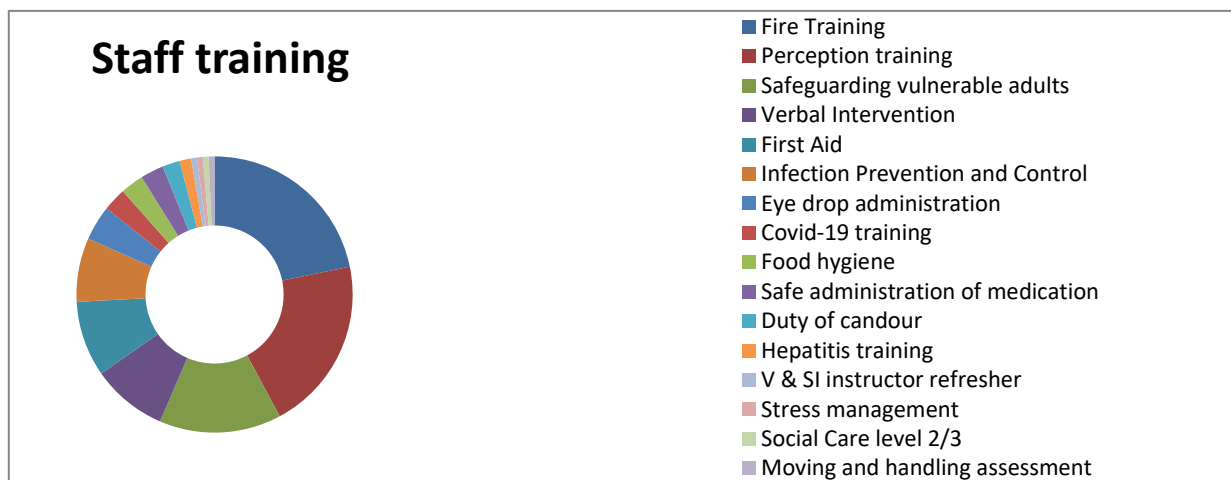 Staff training
Fire Training
Perception training
Safeguarding vulnerable adults
Verbal Intervention
First Aid
Infection Prevention and Control
Eye drop administration
Covid-19 training
Food hygiene
Safe administration of medication
Duty of candour
Hepatitis training
V & SI instructor refresher
Stress management
Social Care level 2/3
Moving and handling assessment